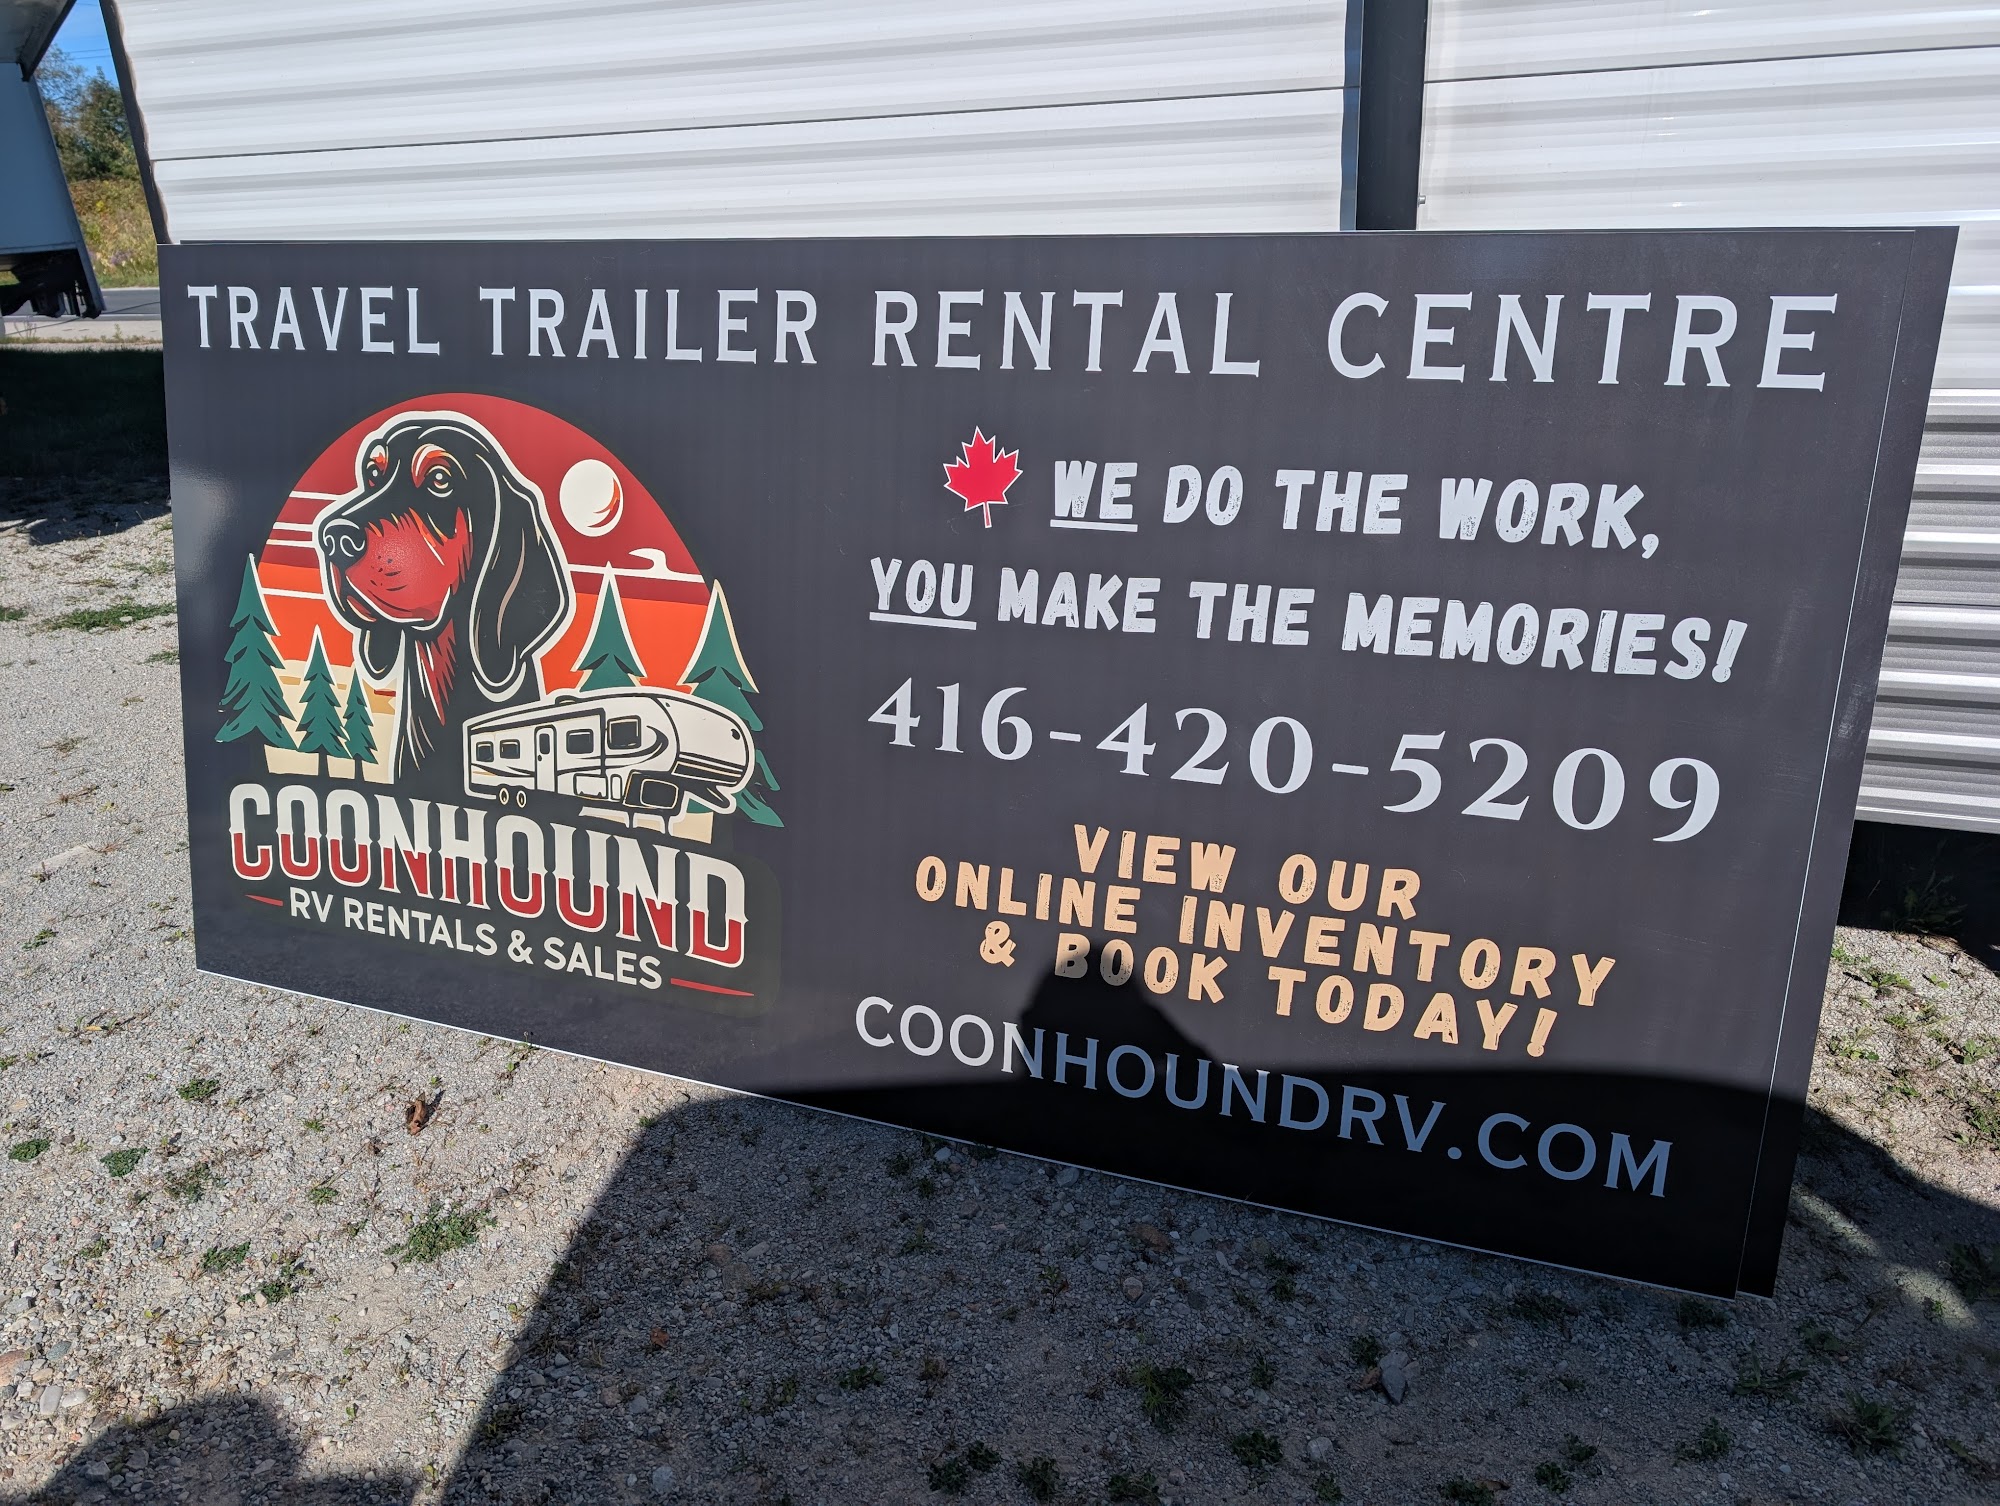 TRAVEL TRAILER RENTAL CENTRE
COONHOUND
RV RENTALS & SALES
WE DO THE WORK,
YOU MAKE THE MEMORIES!
416-420-5209
VIEW OUR
ONLINE INVENTORY
& BOOK TODAY!
COONHOUNDRV.COM